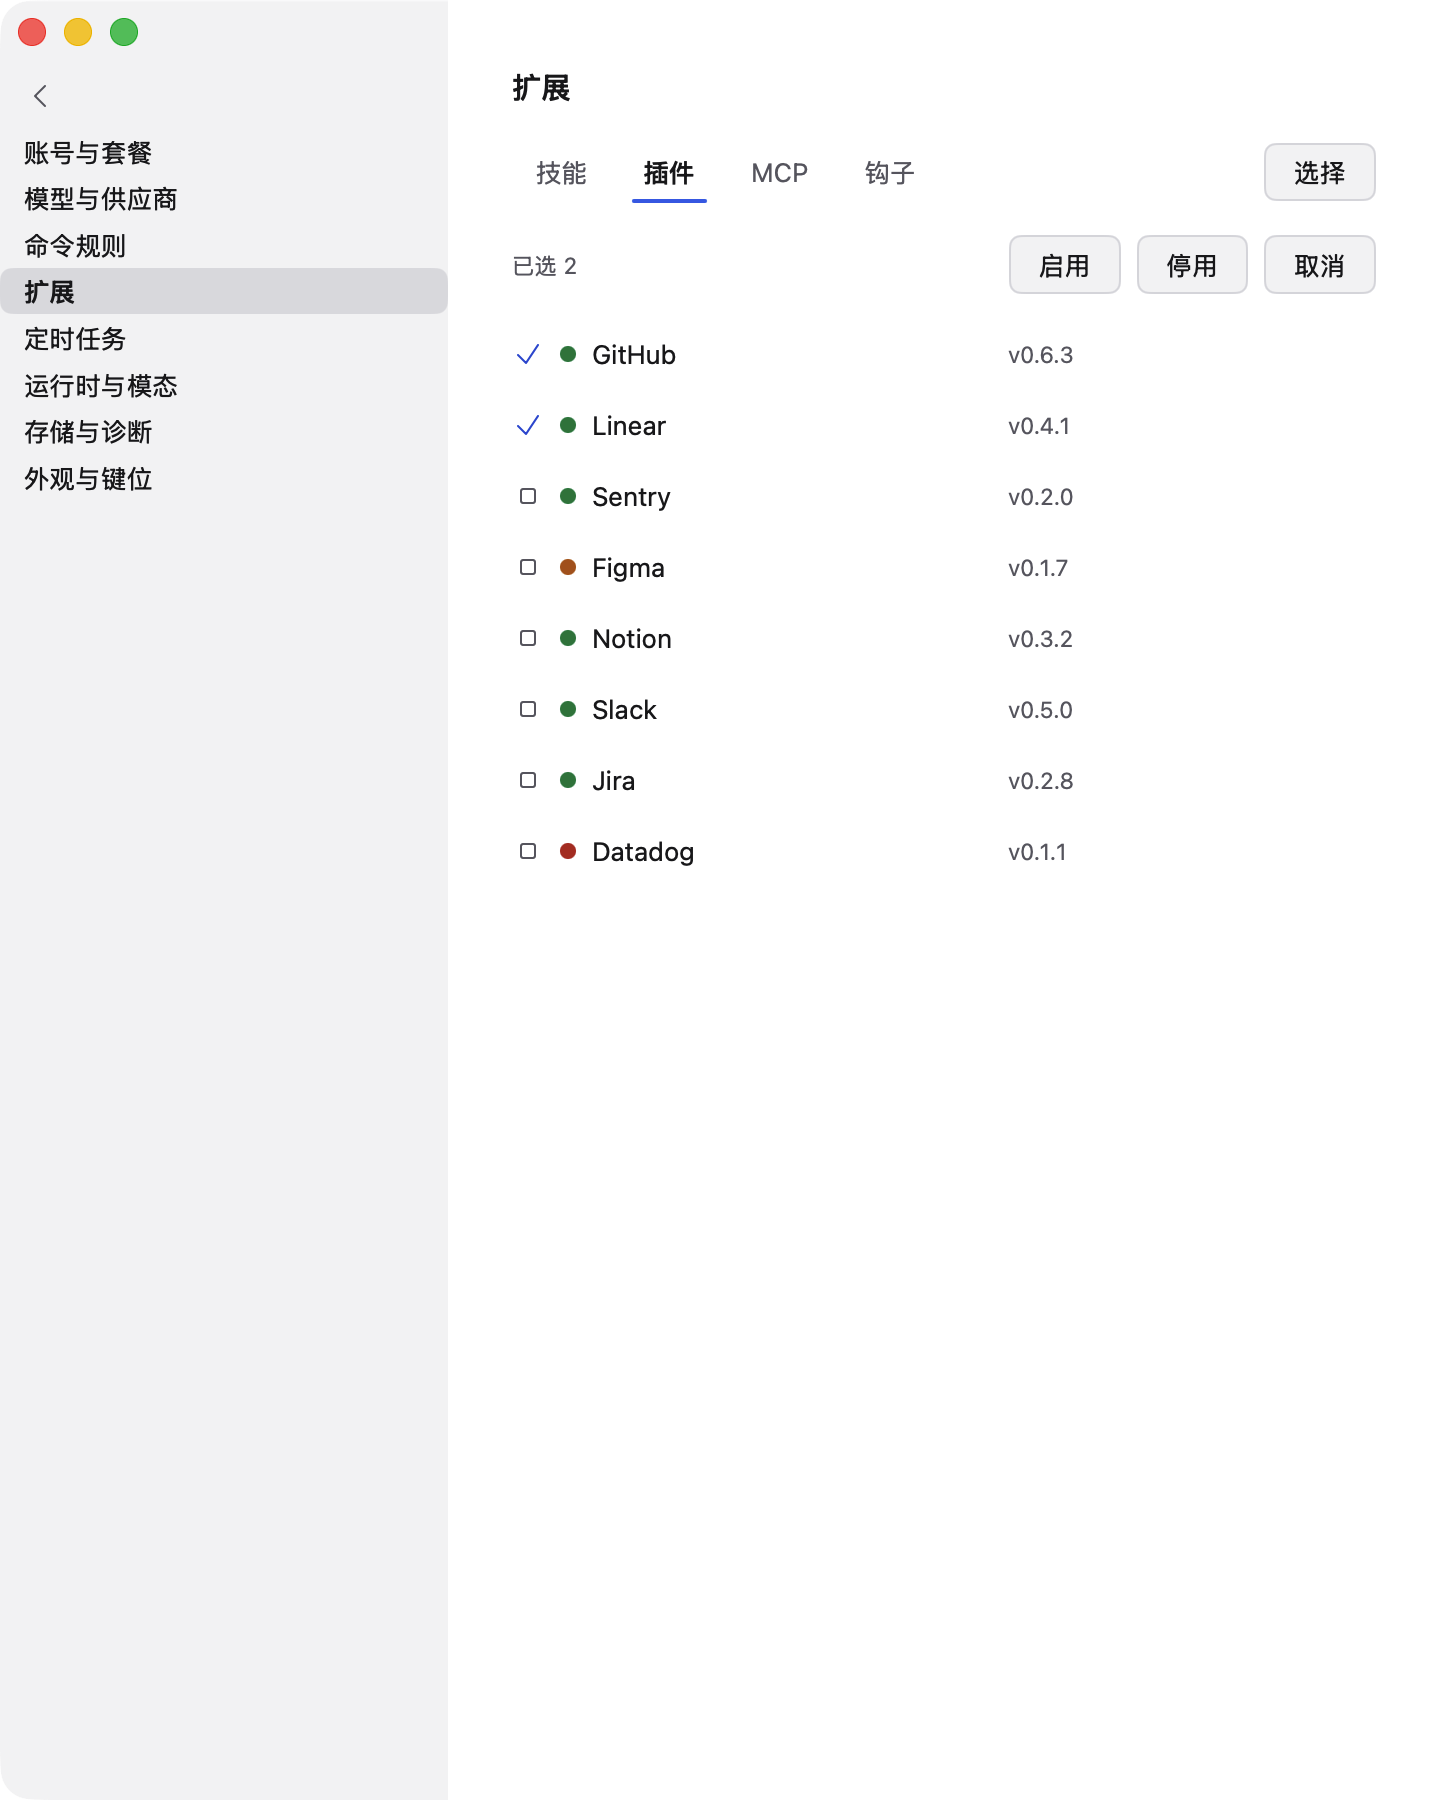 账号与套餐
模型与供应商
命令规则
扩展
定时任务
运行时与模态
存储与诊断
外观与键位
扩展
技能 插件 MCP 钩子 选择
已选 2 启用 停用 取消
GitHub v0.6.3
Linear v0.4.1
Sentry v0.2.0
Figma v0.1.7
Notion v0.3.2
Slack v0.5.0
Jira v0.2.8
Datadog v0.1.1